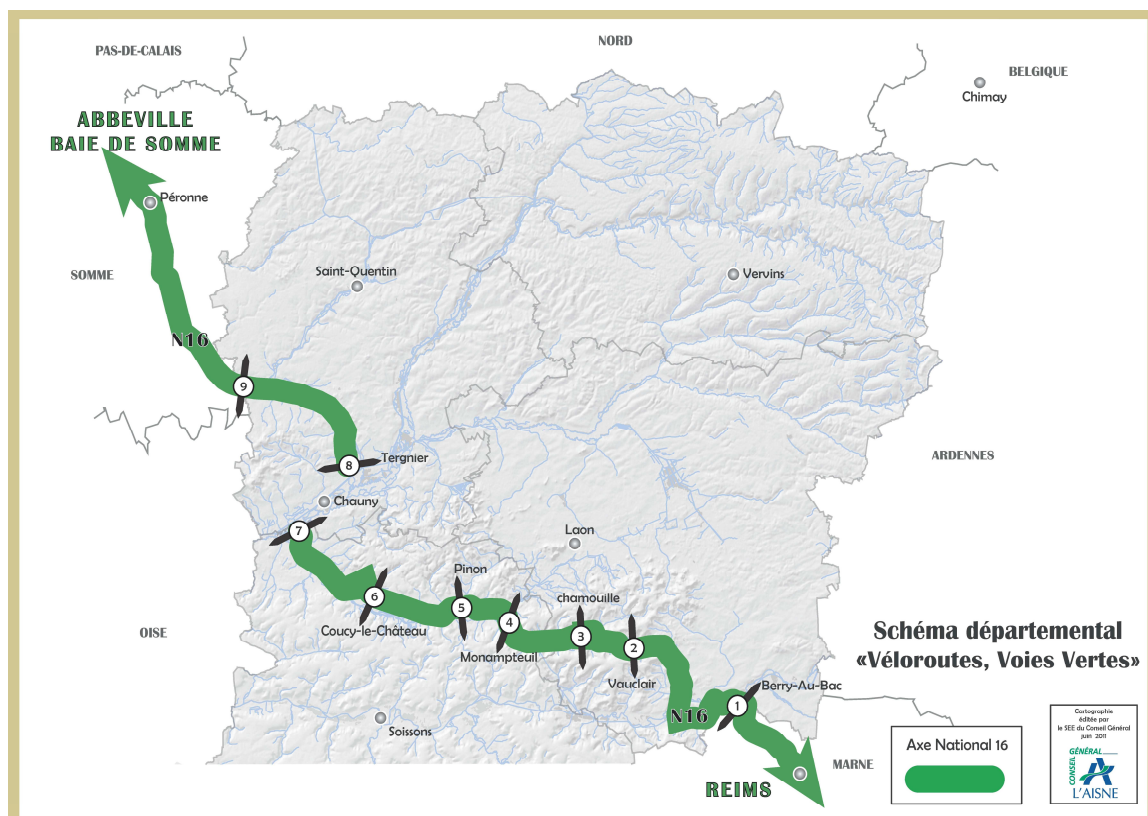 NORD
PAS-DE-CALAIS
BELGIQUE
Chimay
ABBEVILLE
BAIE DE SOMME
Péronne
SOMME
Saint-Quentin
Vervins
N16
9
8
Tergnier
ARDENNES
Chauny
7
Laon
Pinon
chamouille
6
5
4
3
2
Coucy-le-Château
Monampteuil
OISE
Vauclair
Schéma départemental
«Véloroutes, Voies Vertes»
Berry-Au-Bac
1
N16
Soissons
REIMS
MARNE
Axe National 16
Cartographie
éditée par
le SEE du Conseil Général
juin 2011
CONSEIL
GÉNÉRAL
L'AISNE